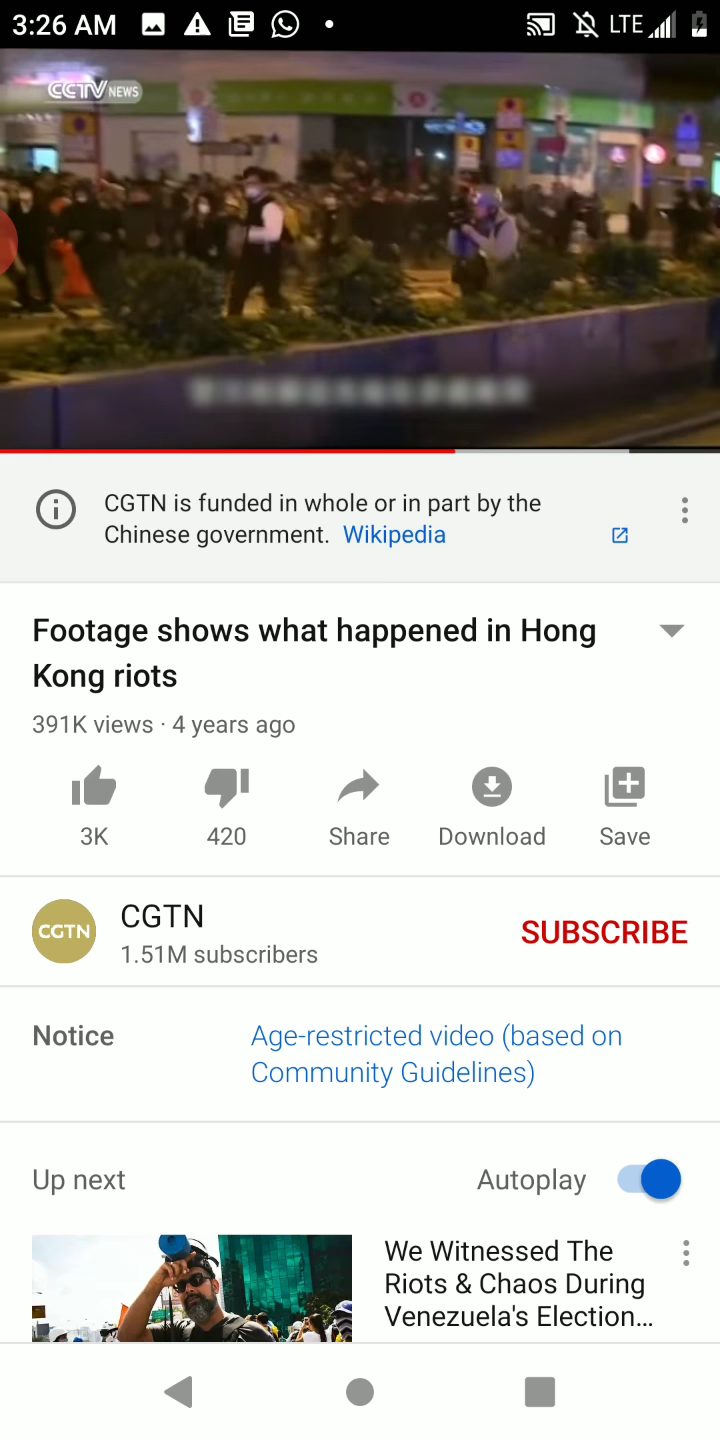 3:26 AM
LTE
CCTV NEWS
CGTN is funded in whole or in part by the
Chinese government. Wikipedia
Footage shows what happened in Hong
Kong riots
391K views · 4 years ago
3K
420
Share
Download
Save
CGTN
CGTN
1.51M subscribers
SUBSCRIBE
Notice
Age-restricted video (based on
Community Guidelines)
Up next
Autoplay
We Witnessed The
Riots & Chaos During
Venezuela's Election...